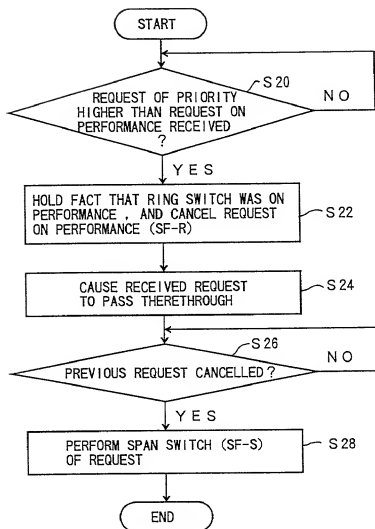 START
S20
REQUEST OF PRIORITY
HIGHER THAN REQUEST ON
PERFORMANCE RECEIVED
?
NO
YES
HOLD FACT THAT RING SWITCH WAS ON
PERFORMANCE , AND CANCEL REQUEST
ON PERFORMANCE (SF-R)
S22
CAUSE RECEIVED REQUEST
TO PASS THERETHROUGH
S24
S26
PREVIOUS REQUEST CANCELLED?
NO
YES
PERFORM SPAN SWITCH (SF-S)
OF REQUEST
S28
END